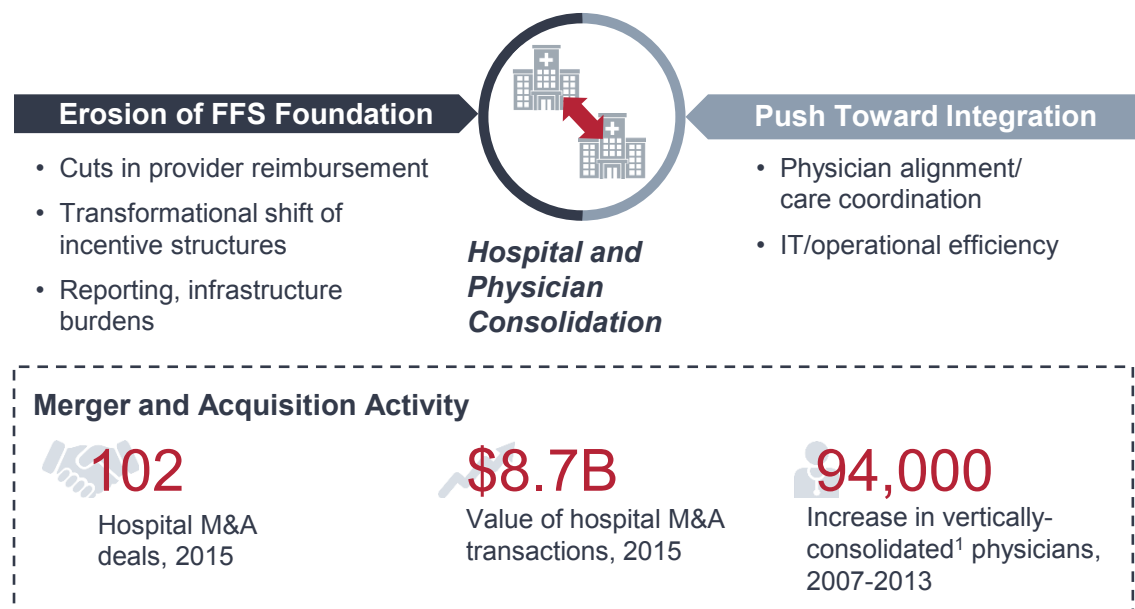 Erosion of FFS Foundation
• Cuts in provider reimbursement
• Transformational shift of
incentive structures
• Reporting, infrastructure
burdens
Hospital and
Physician
Consolidation
Push Toward Integration
• Physician alignment/
care coordination
• IT/operational efficiency
Merger and Acquisition Activity
102
Hospital M&A
deals, 2015
$8.7B
Value of hospital M&A
transactions, 2015
94,000
Increase in vertically-
consolidated¹ physicians,
2007-2013